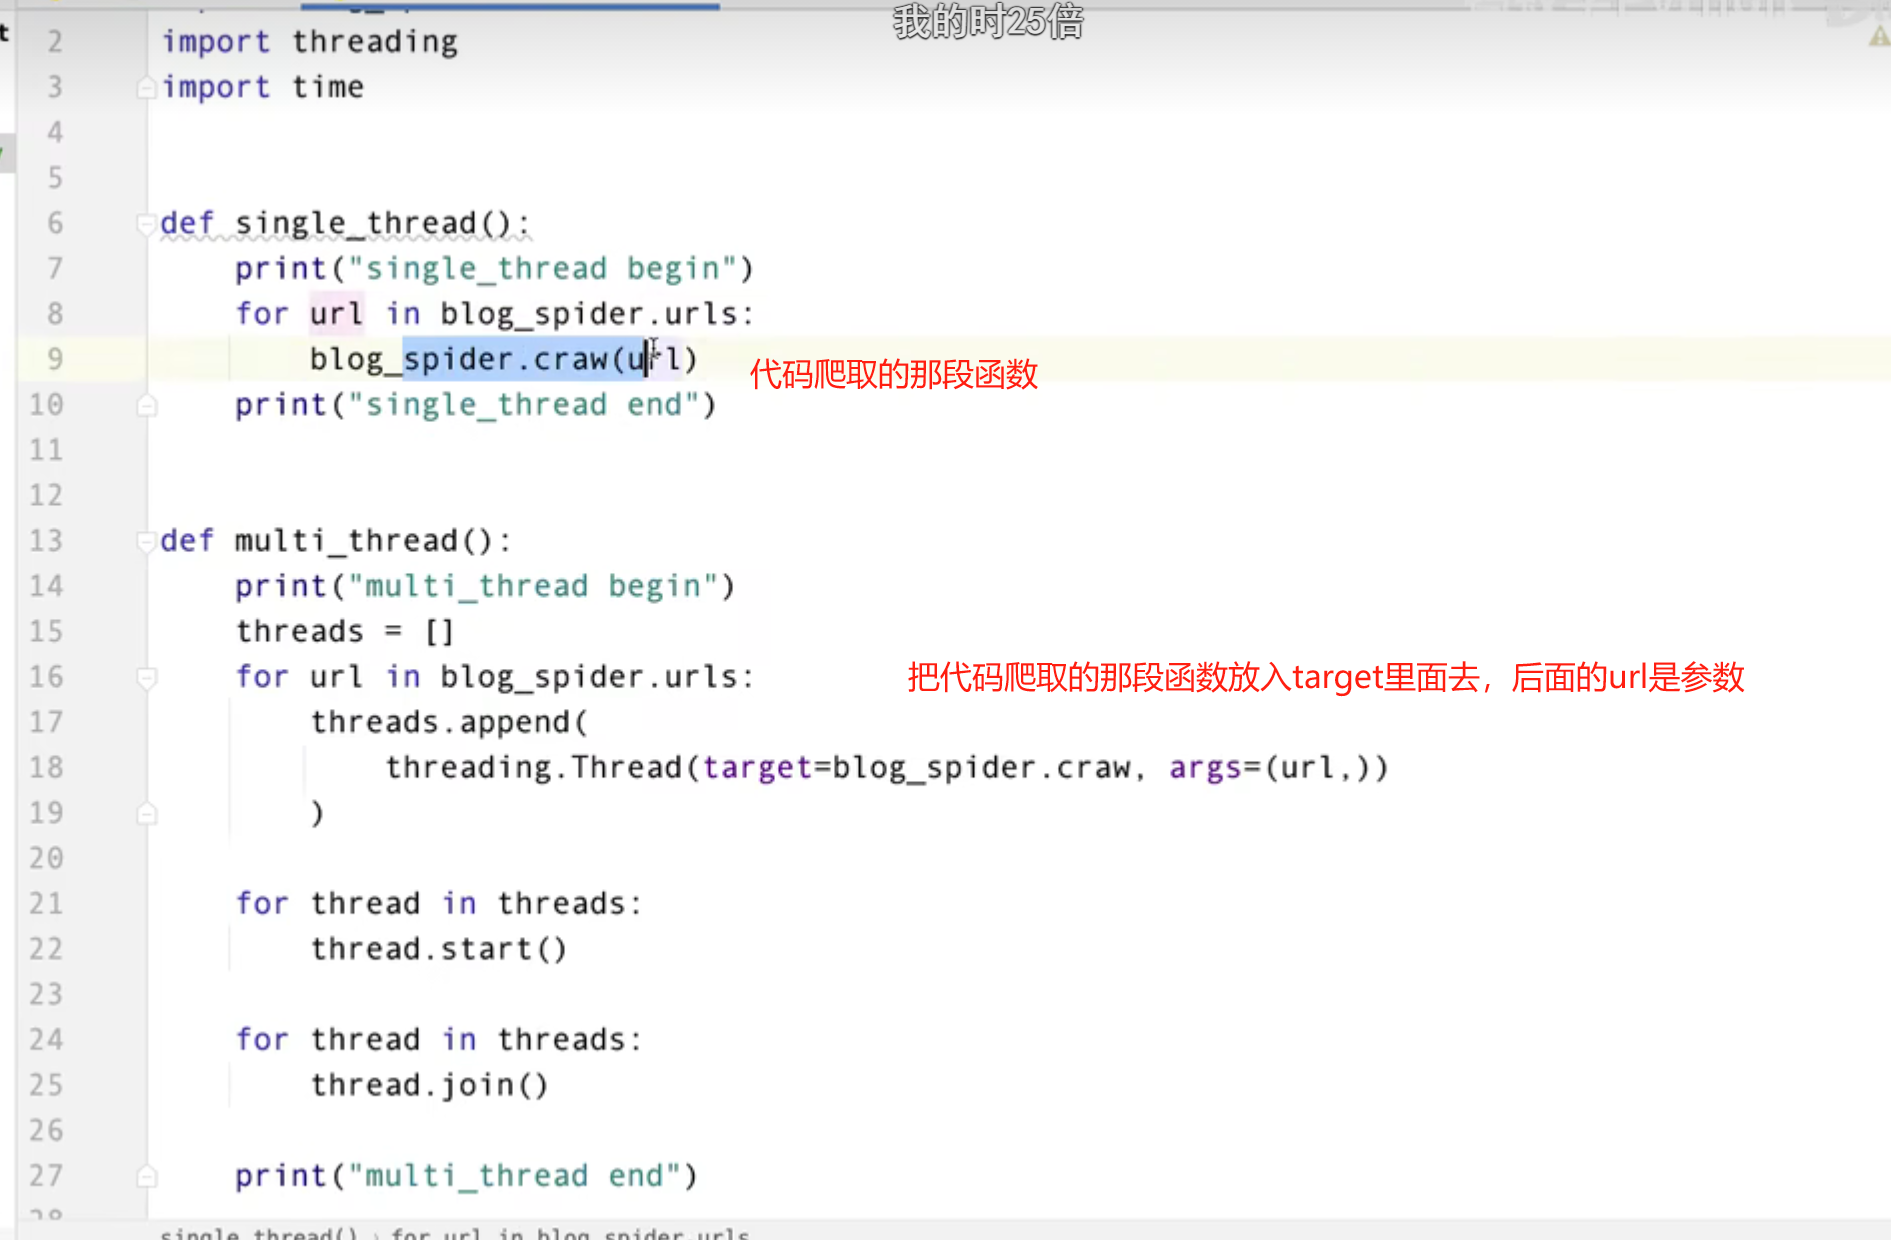 我的时25倍
2 import threading
3 import time
4
5
6 def single_thread():
7     print("single_thread begin")
8     for url in blog_spider.urls:
9         blog_spider.craw(url)
代码爬取的那段函数
10     print("single_thread end")
11
12
13 def multi_thread():
14     print("multi_thread begin")
15     threads = []
16     for url in blog_spider.urls:
把代码爬取的那段函数放入target里面去，后面的url是参数
17         threads.append(
18             threading.Thread(target=blog_spider.craw, args=(url,))
19         )
20
21     for thread in threads:
22         thread.start()
23
24     for thread in threads:
25         thread.join()
26
27     print("multi_thread end")
28
single_thread() › for url in blog_spider.urls